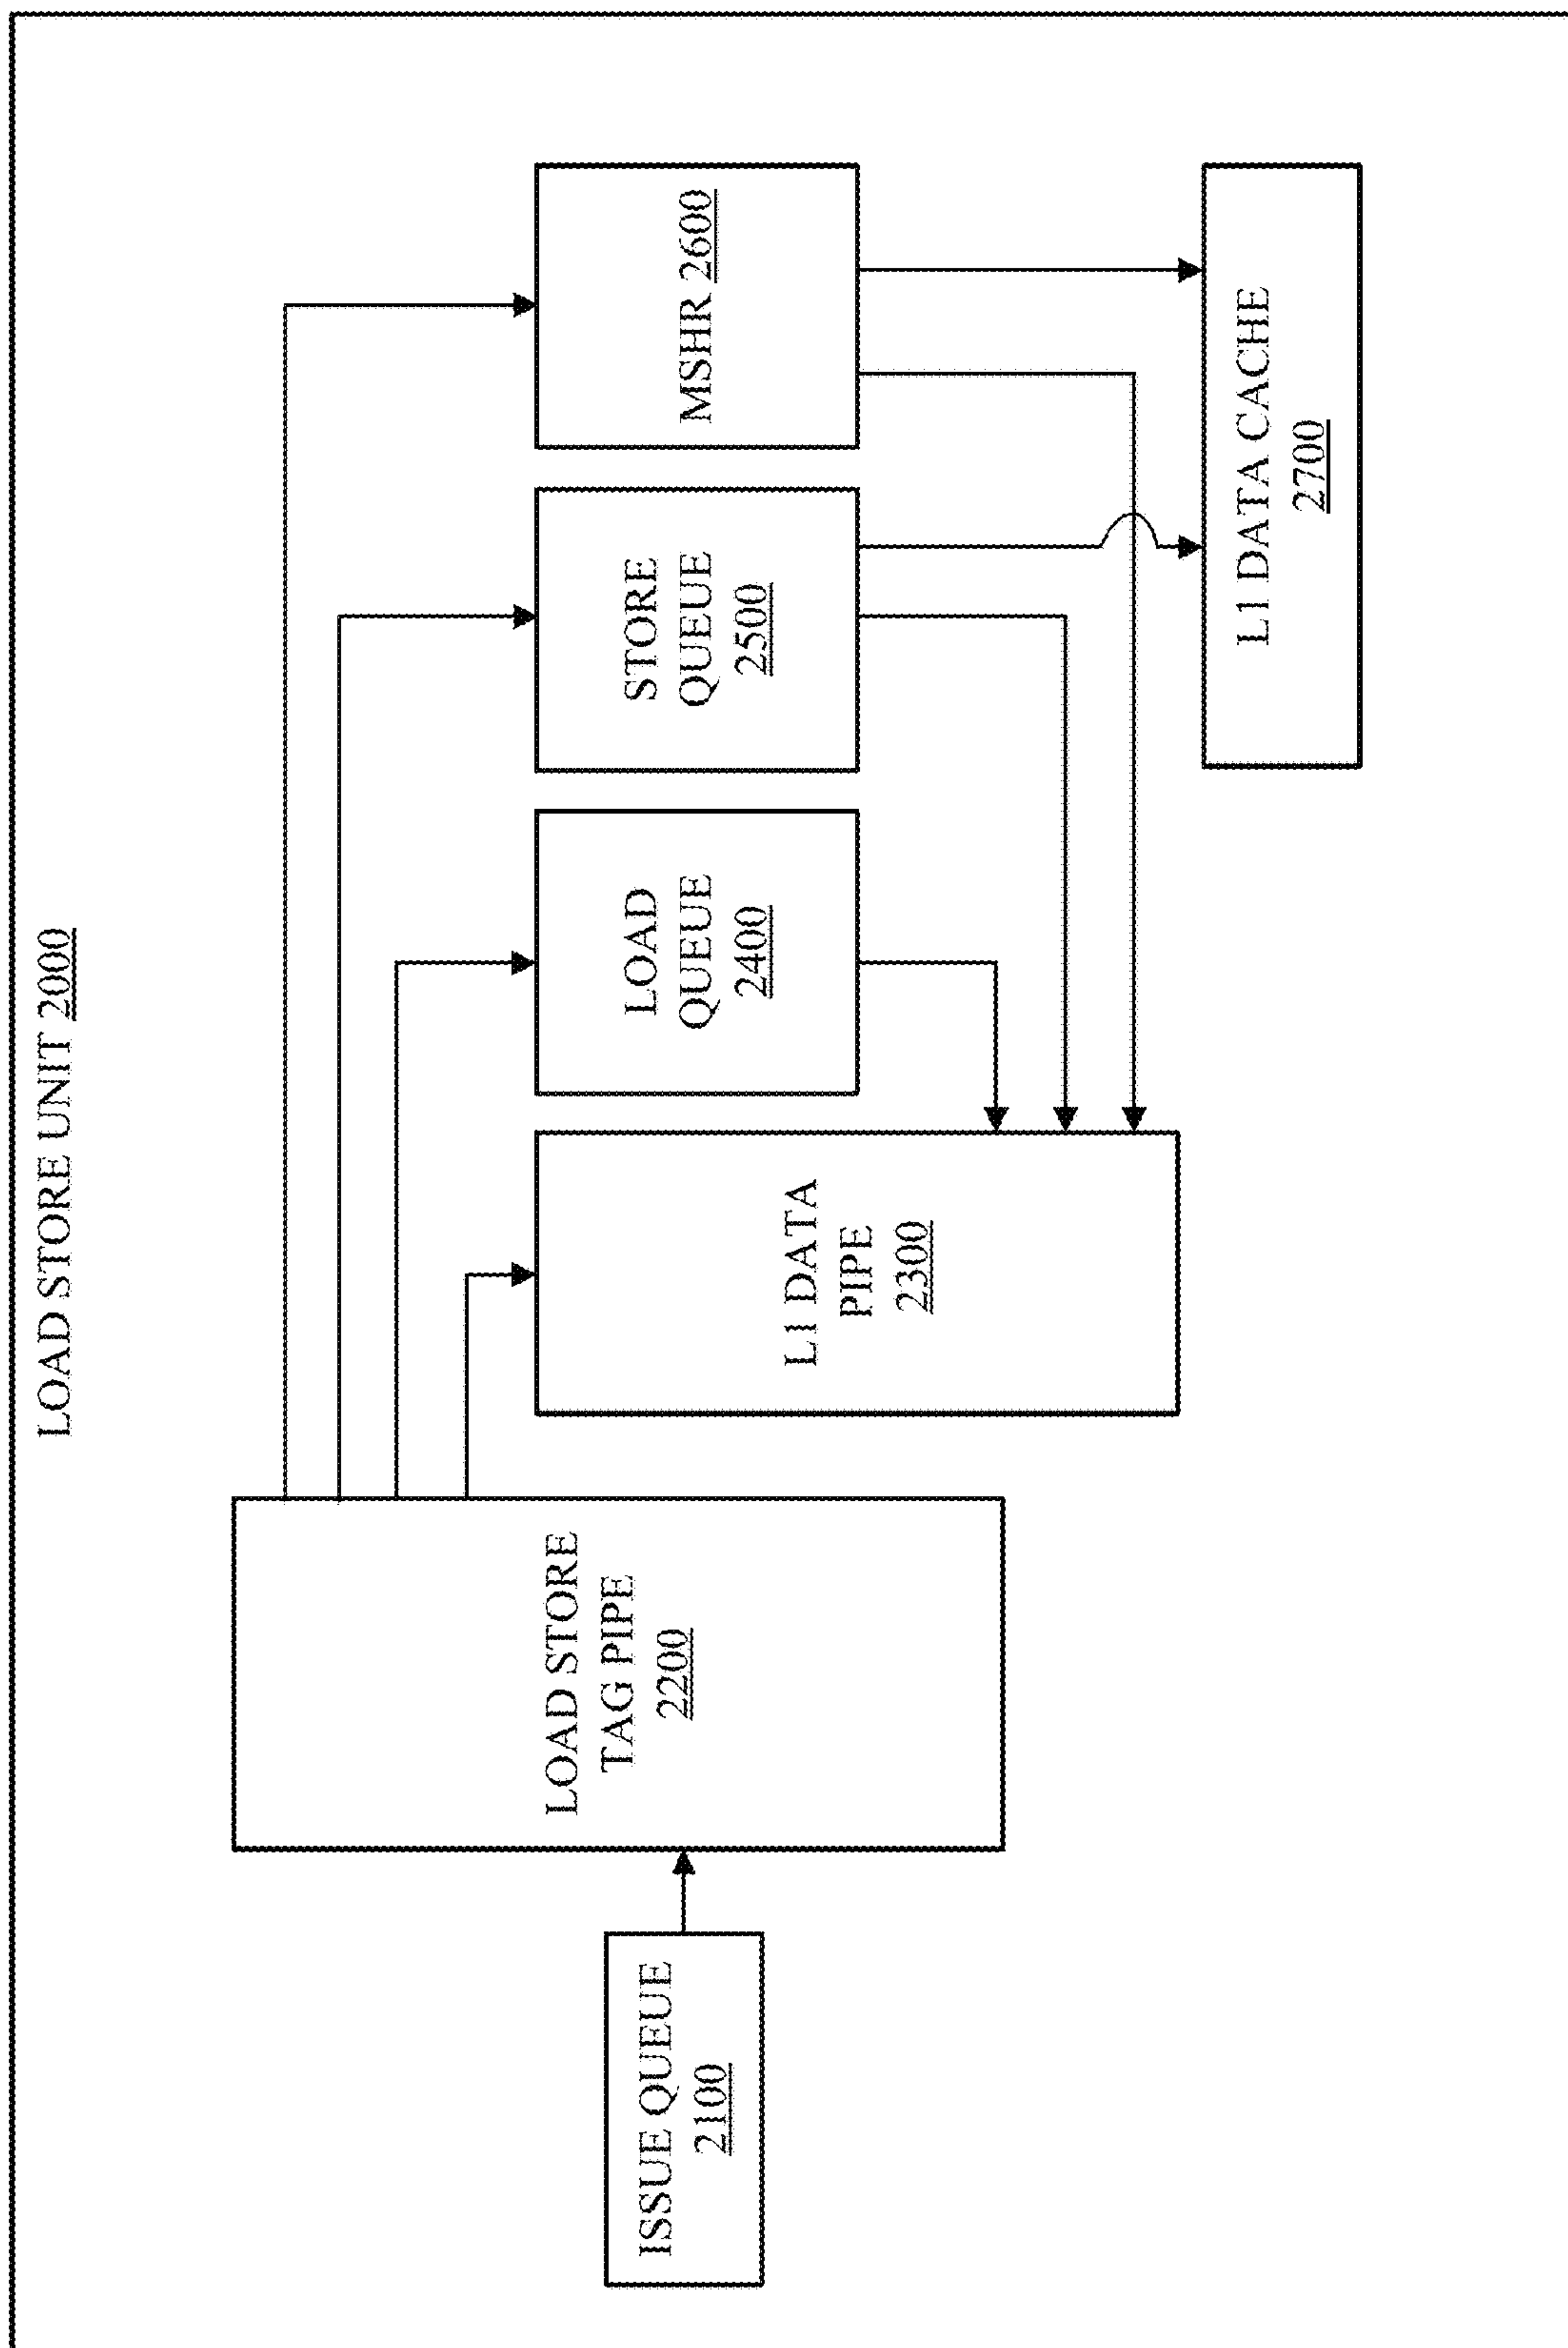 LOAD STORE UNIT 2000
ISSUE QUEUE
2100
LOAD STORE
TAG PIPE
2200
L1 DATA
PIPE
2300
LOAD
QUEUE
2400
STORE
QUEUE
2500
MSHR 2600
L1 DATA CACHE
2700